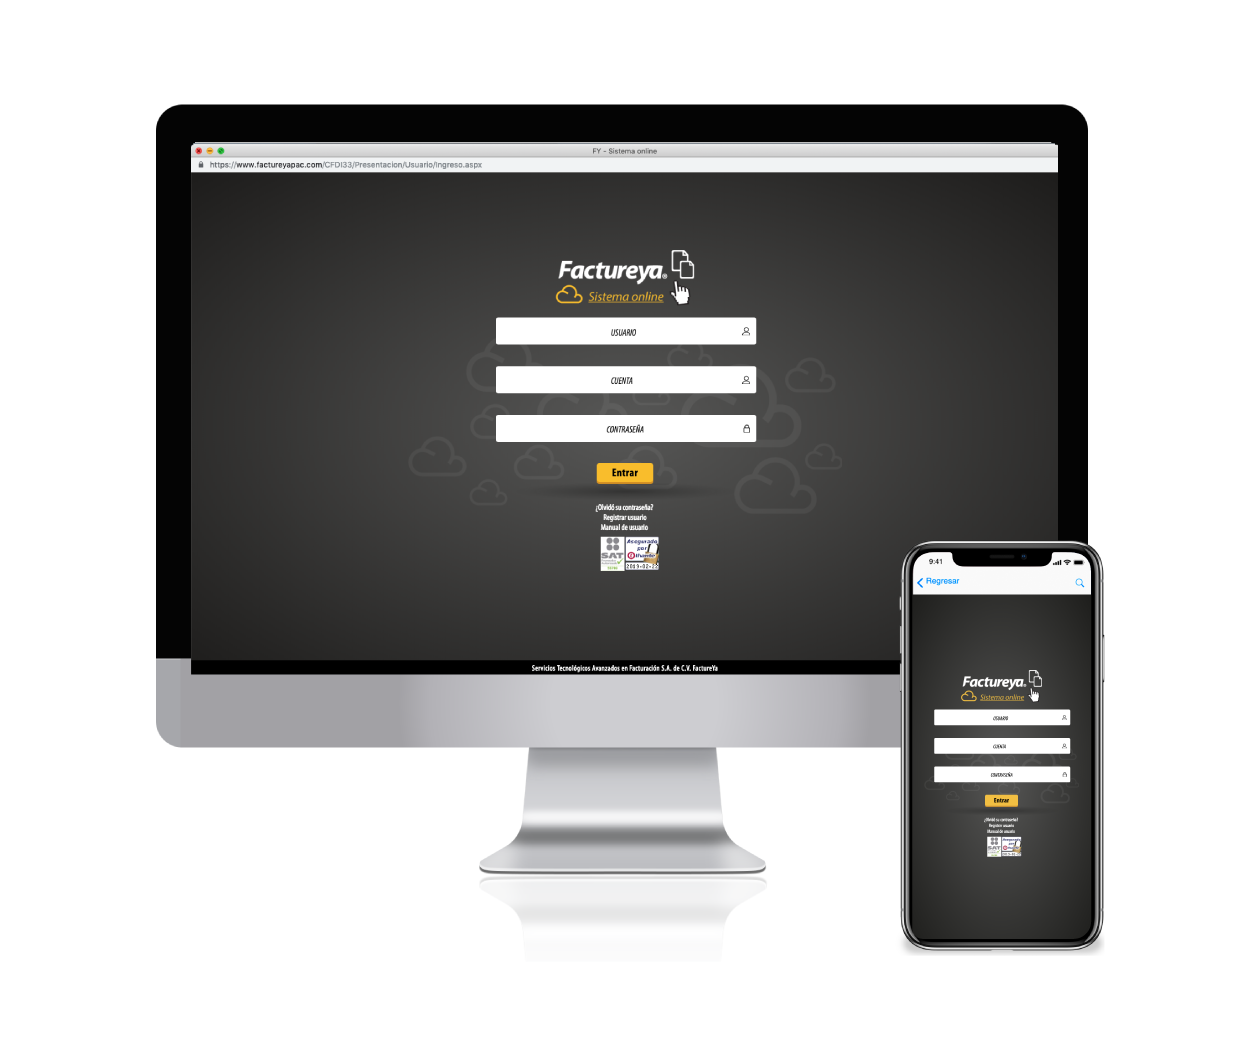 FY - Sistema online
https://www.factureyapac.com/CFDI33/Presentacion/Usuario/Ingreso.aspx
Factureya®
Sistema online
USUARIO
CUENTA
CONTRASEÑA
Entrar
¿Olvidó su contraseña?
Registrar usuario
Manual de usuario
SAT
Asegurado
por
2019-02-23
Servicios Tecnológicos Avanzados en Facturación S.A. de C.V. FactureYa
9:41
Regresar
Factureya®
Sistema online
USUARIO
CUENTA
CONTRASEÑA
Entrar
¿Olvidó su contraseña?
Registrar usuario
Manual de usuario
SAT